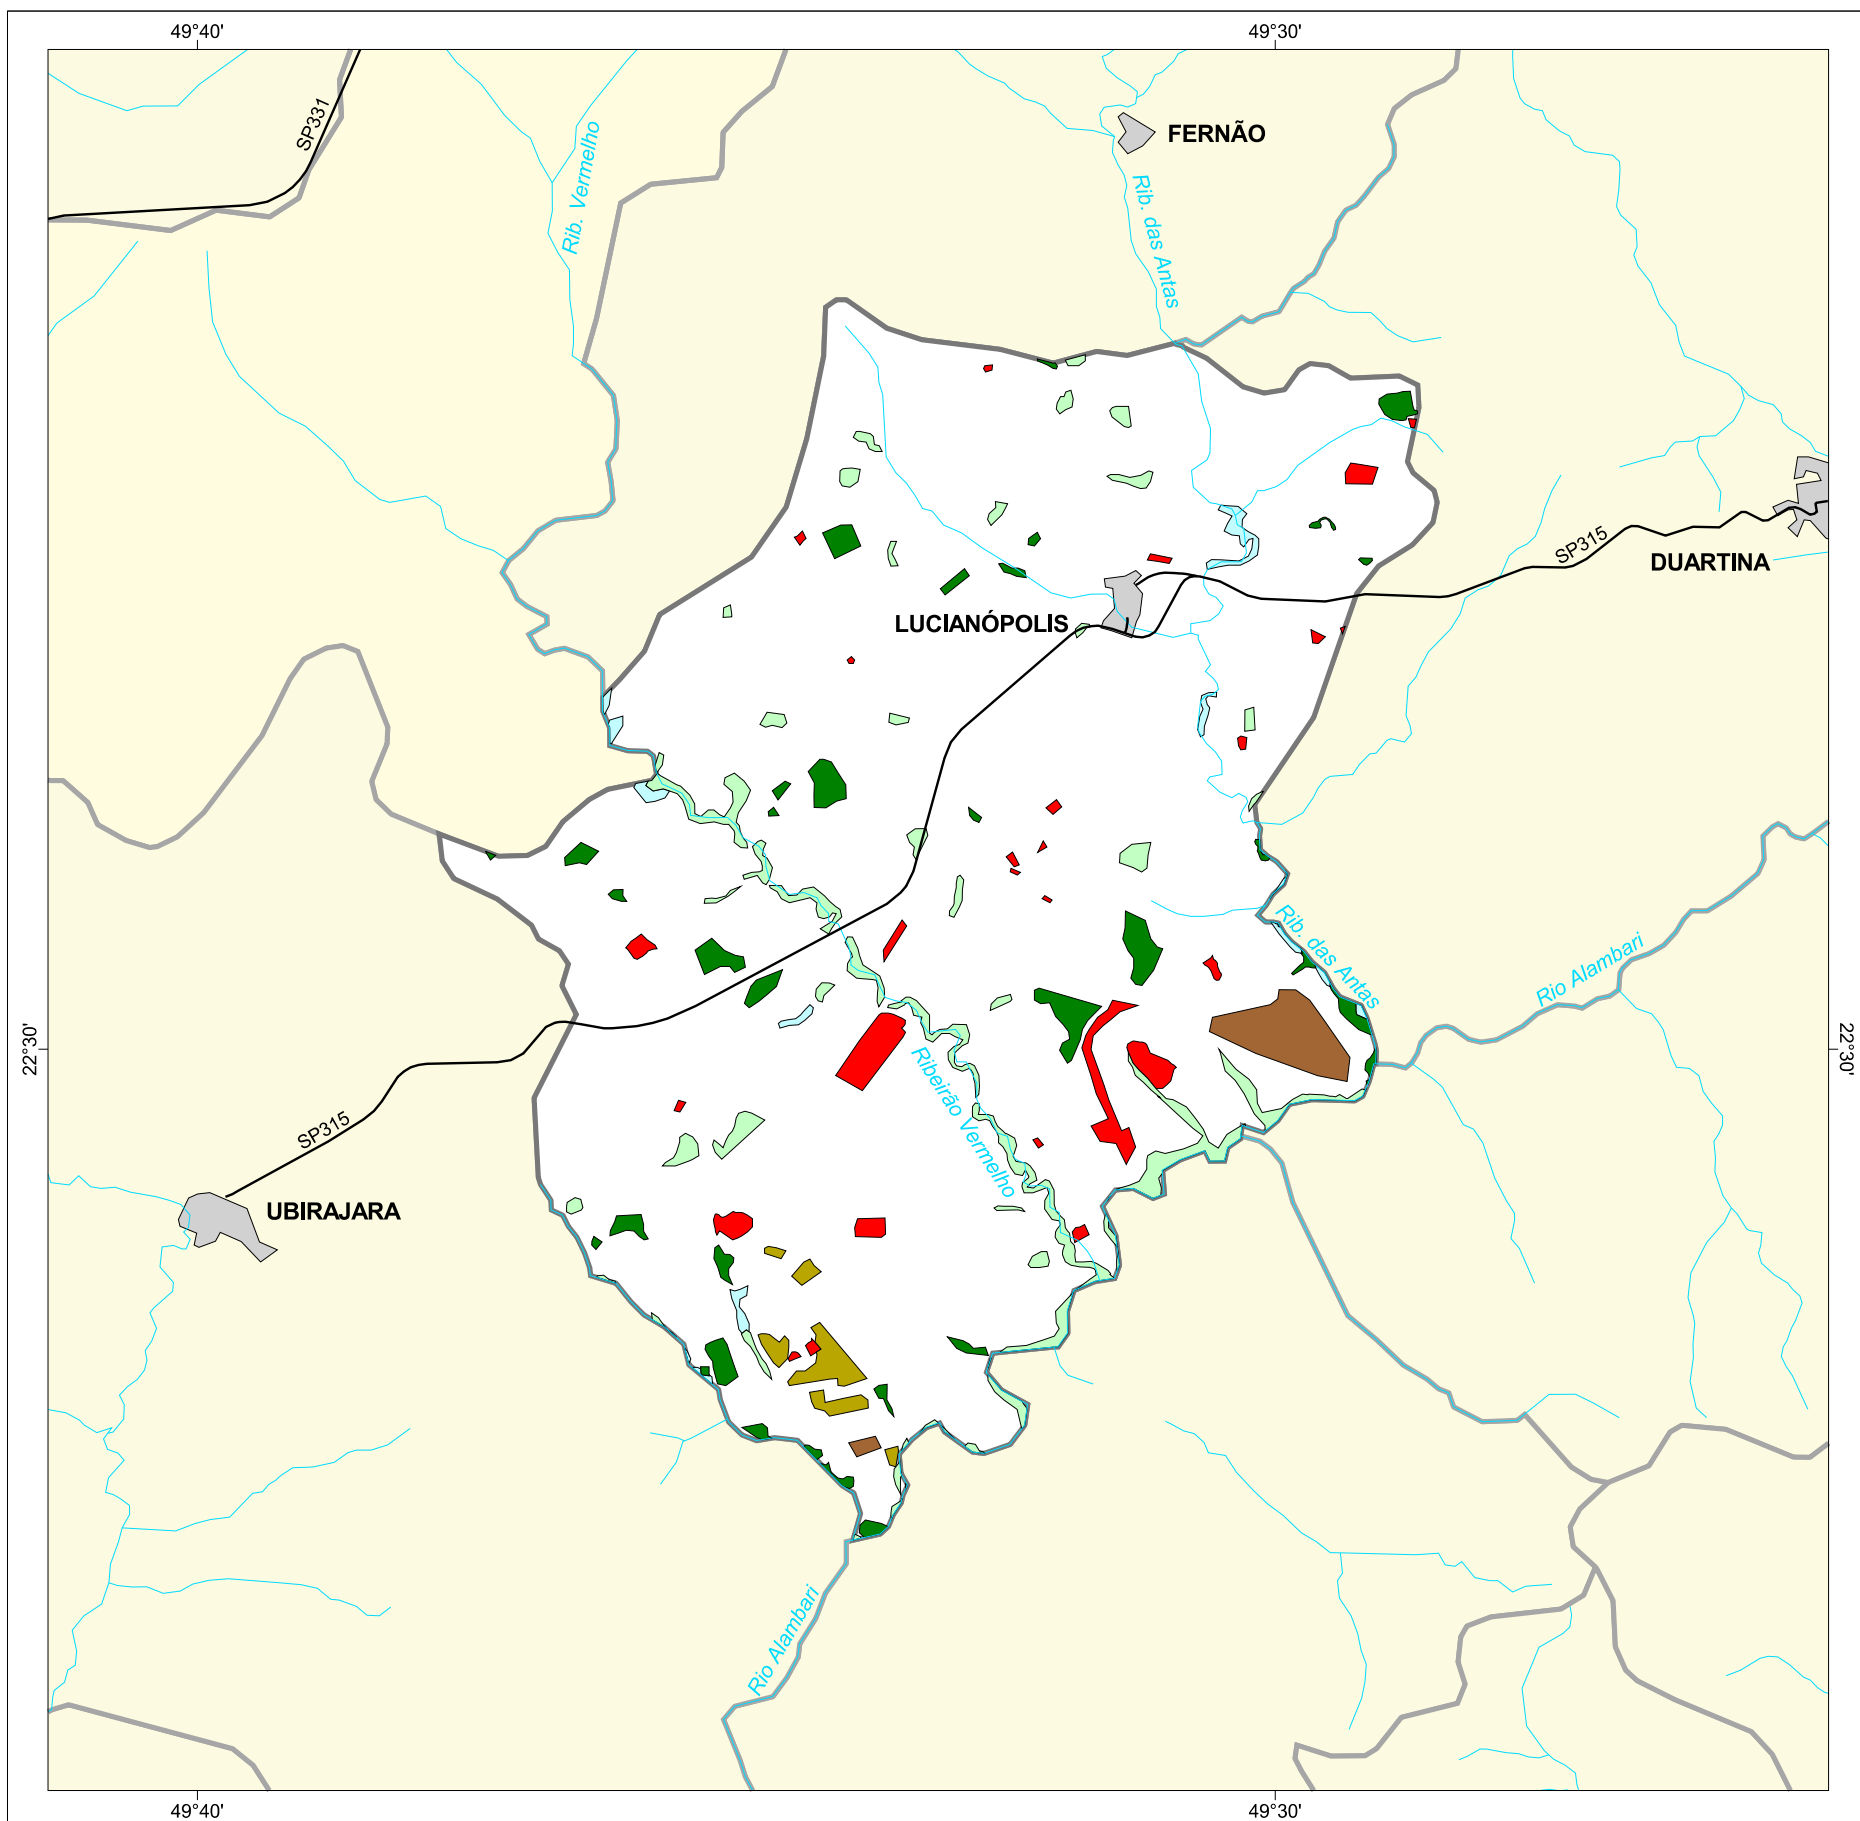 49°40'
49°30'
SP331
Rib. Vermelho
FERNÃO
Rib. das Antas
SP315
DUARTINA
LUCIANÓPOLIS
Rib. das Antas
Rio Alambari
22°30'
22°30'
Ribeirão Vermelho
SP315
UBIRAJARA
Rio Alambari
49°40'
49°30'